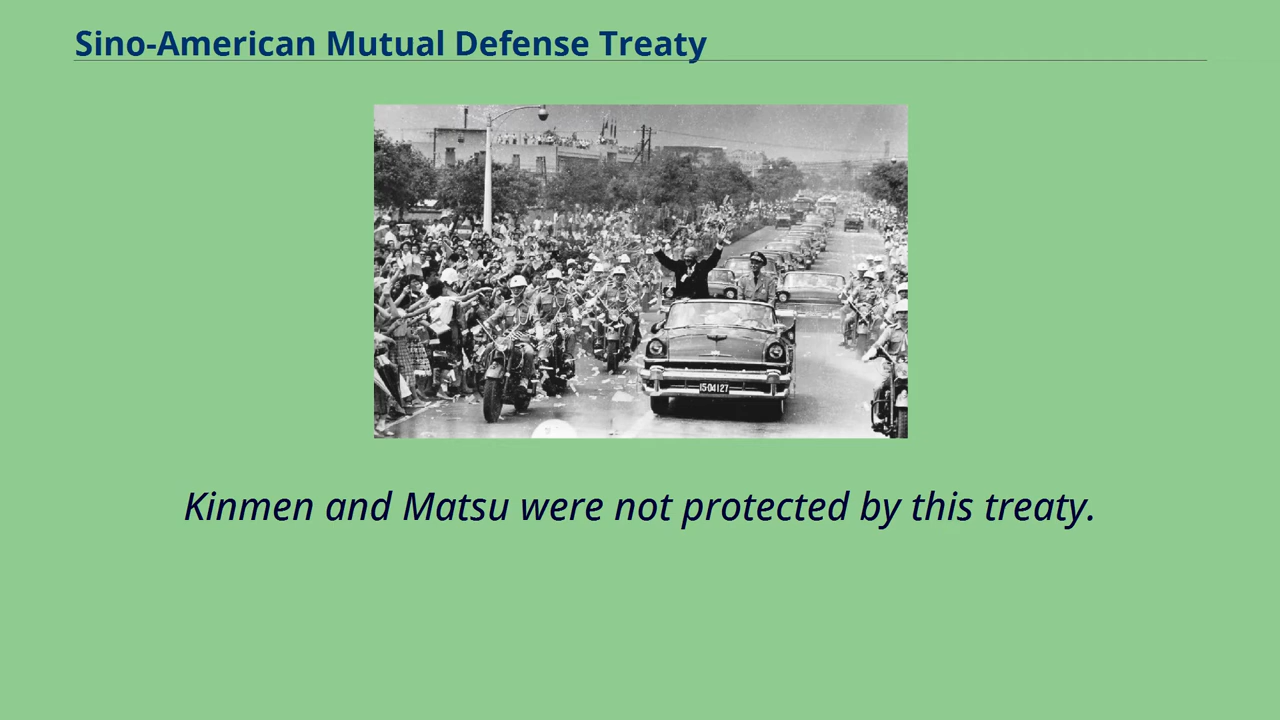 Sino-American Mutual Defense Treaty
15-04127
Kinmen and Matsu were not protected by this treaty.